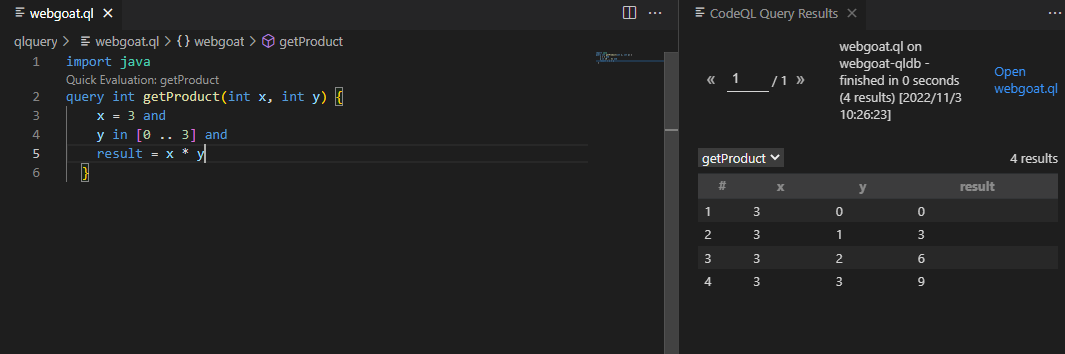 webgoat.ql
qlquery > webgoat.ql > {} webgoat > getProduct
1 import java
Quick Evaluation: getProduct
2 query int getProduct(int x, int y) {
3 x = 3 and
4 y in [0 .. 3] and
5 result = x * y
6 }
CodeQL Query Results
« 1 / 1 »
webgoat.ql on
webgoat-qldb -
finished in 0 seconds
(4 results) [2022/11/3
10:26:23]
Open
webgoat.ql
getProduct 4 results
# x y result
1 3 0 0
2 3 1 3
3 3 2 6
4 3 3 9